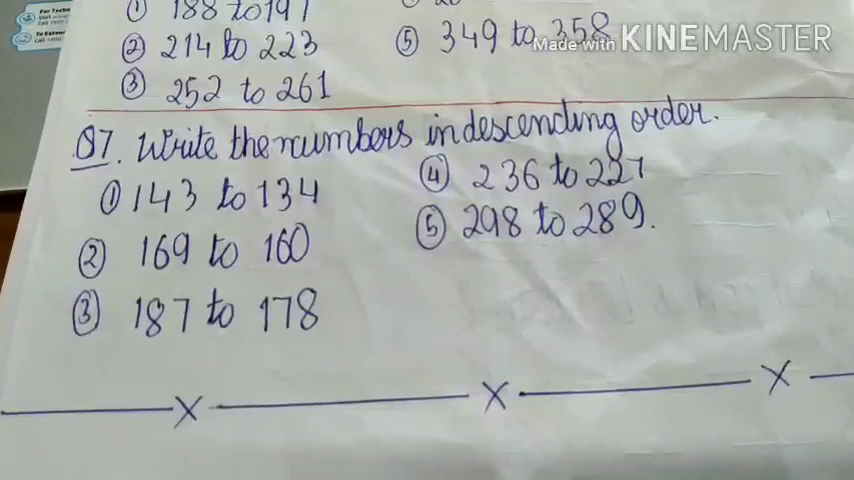 ① 188 to 197
② 214 to 223
③ 252 to 261
⑤ 349 to 358
Made with KINEMASTER
Q7. Write the numbers in descending order.
① 143 to 134
② 169 to 160
③ 187 to 178
④ 236 to 227
⑤ 298 to 289.